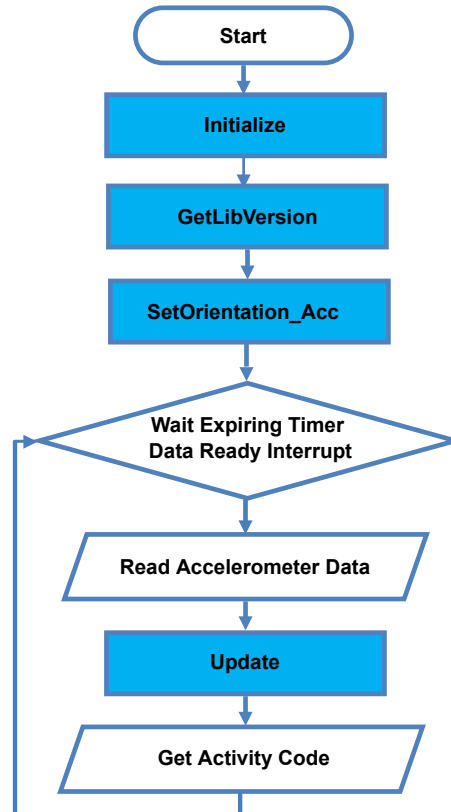 Start
Initialize
GetLibVersion
SetOrientation_Acc
Wait Expiring Timer
Data Ready Interrupt
Read Accelerometer Data
Update
Get Activity Code